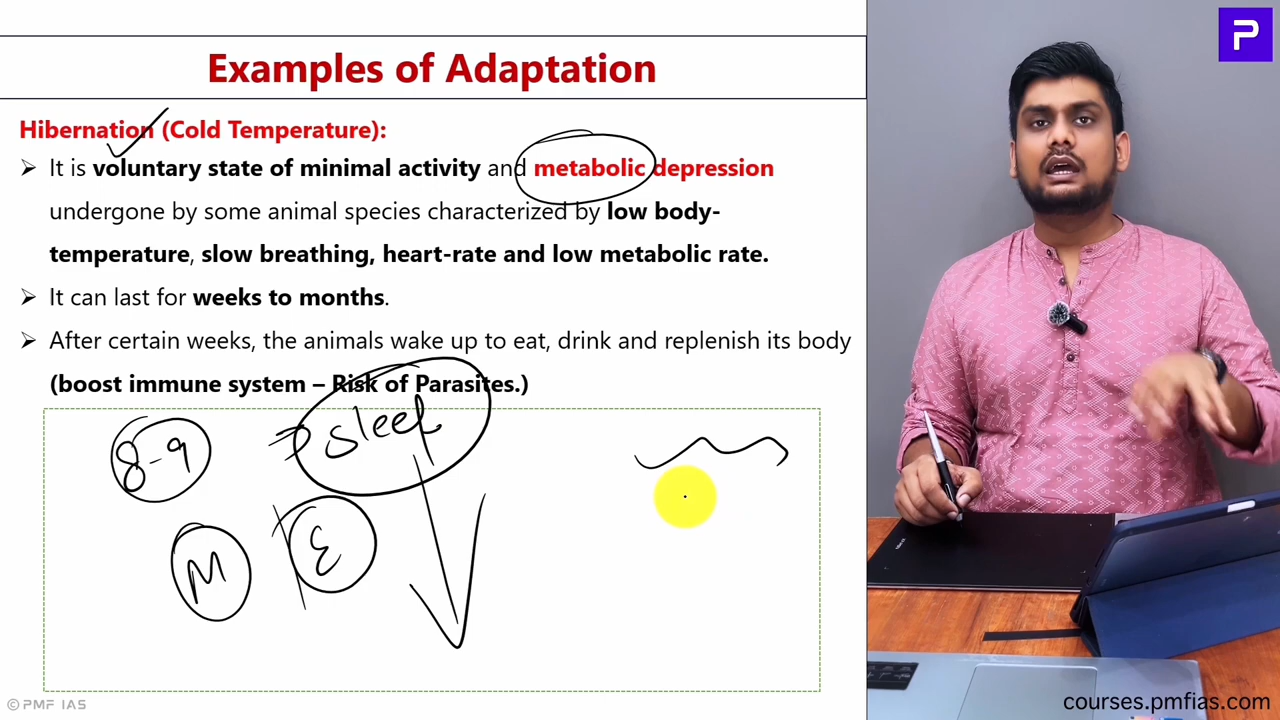 P
Examples of Adaptation
Hibernation (Cold Temperature):
➢ It is voluntary state of minimal activity and metabolic depression
undergone by some animal species characterized by low body-
temperature, slow breathing, heart-rate and low metabolic rate.
➢ It can last for weeks to months.
➢ After certain weeks, the animals wake up to eat, drink and replenish its body
(boost immune system – Risk of Parasites.)
8-9 ⇒ sleep
M E
© PMF IAS
courses.pmfias.com